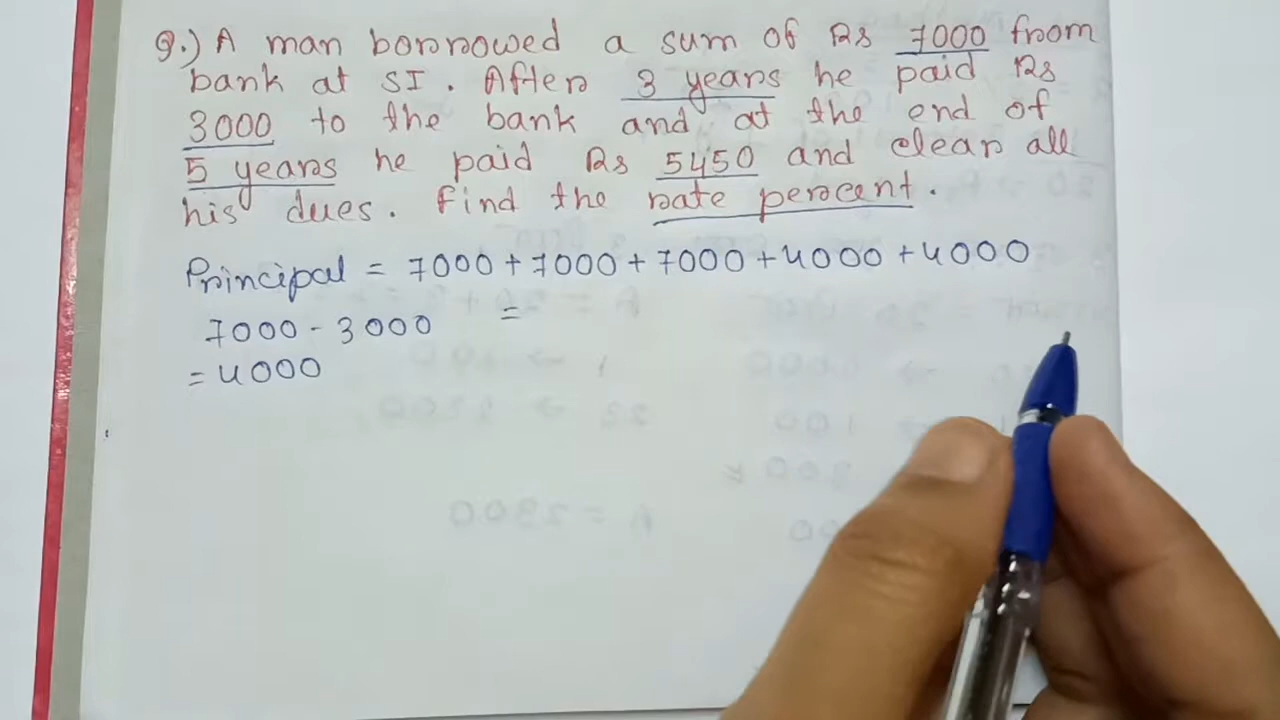 9.) A man borrowed a sum of Rs 7000 from
bank at SI. After 3 years he paid Rs
3000 to the bank and at the end of
5 years he paid Rs 5450 and clear all
his dues. Find the rate percent.
Principal = 7000 + 7000 + 7000 + 4000 + 4000
7000 - 3000 =
= 4000